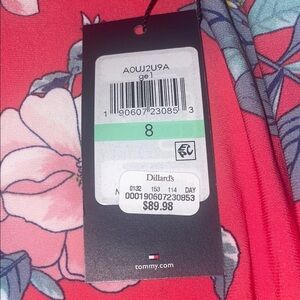 A0UJ2U9A
ge1
1 90607 23085 3
8
Dillard's
0132 153 114 DAY
000190607230853
$89.98
tommy.com